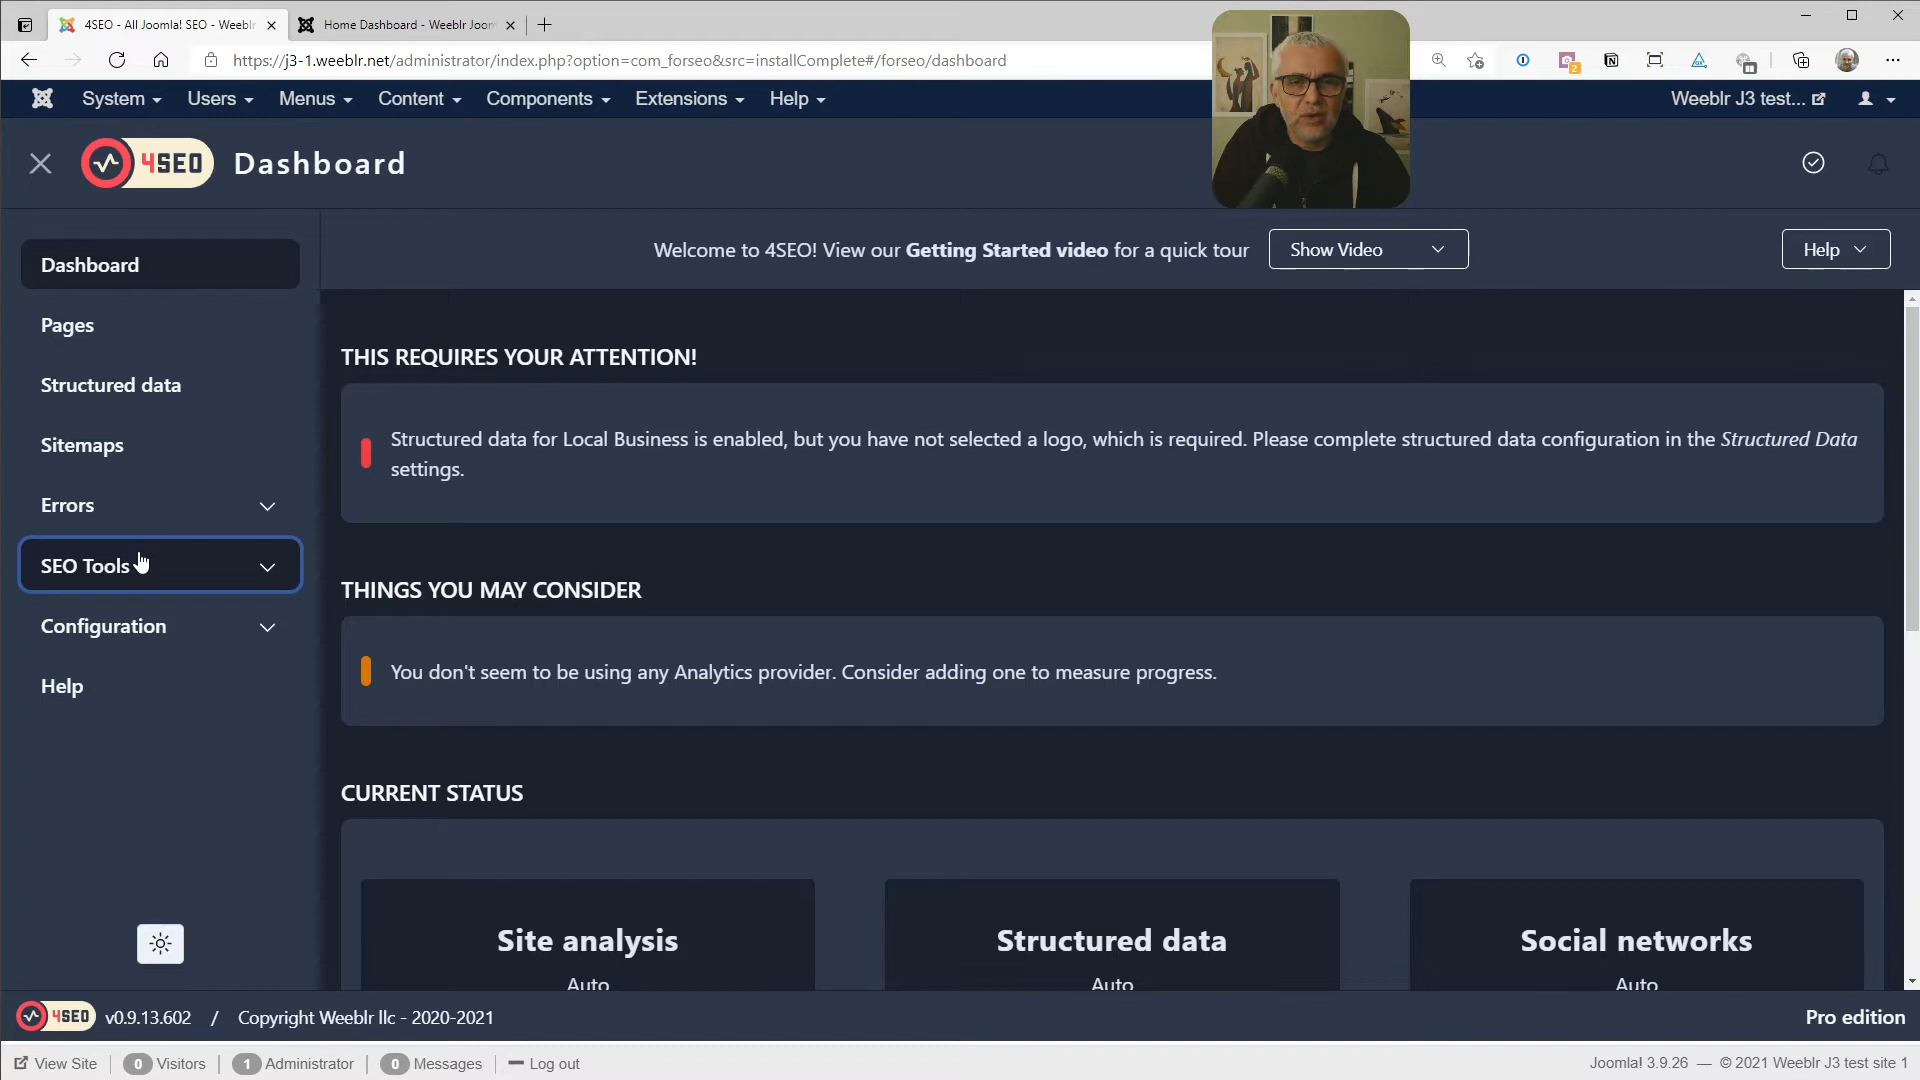 4SEO - All Joomla! SEO - Weeblr
Home Dashboard - Weeblr Joom
https://j3-1.weeblr.net/administrator/index.php?option=com_forseo&src=installComplete#/forseo/dashboard
System Users Menus Content Components Extensions Help Weeblr J3 test...
4SEO Dashboard
Dashboard
Pages
Structured data
Sitemaps
Errors
SEO Tools
Configuration
Help
Welcome to 4SEO! View our Getting Started video for a quick tour Show Video Help
THIS REQUIRES YOUR ATTENTION!
Structured data for Local Business is enabled, but you have not selected a logo, which is required. Please complete structured data configuration in the Structured Data
settings.
THINGS YOU MAY CONSIDER
You don't seem to be using any Analytics provider. Consider adding one to measure progress.
CURRENT STATUS
Site analysis
Auto
Structured data
Auto
Social networks
Auto
4SEO v0.9.13.602 / Copyright Weeblr llc - 2020-2021 Pro edition
View Site 0 Visitors 1 Administrator 0 Messages Log out Joomla! 3.9.26 — © 2021 Weeblr J3 test site 1